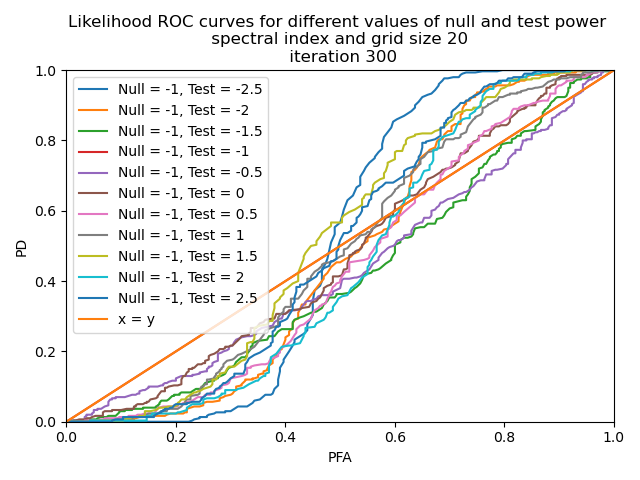 Likelihood ROC curves for different values of null and test power
spectral index and grid size 20
iteration 300
1.0
0.8
0.6
0.4
0.2
0.0
PD
Null = -1, Test = -2.5
Null = -1, Test = -2
Null = -1, Test = -1.5
Null = -1, Test = -1
Null = -1, Test = -0.5
Null = -1, Test = 0
Null = -1, Test = 0.5
Null = -1, Test = 1
Null = -1, Test = 1.5
Null = -1, Test = 2
Null = -1, Test = 2.5
x = y
0.0 0.2 0.4 0.6 0.8 1.0
PFA